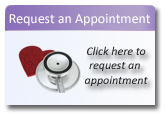 Request an Appointment
Click here to
request an
appointment